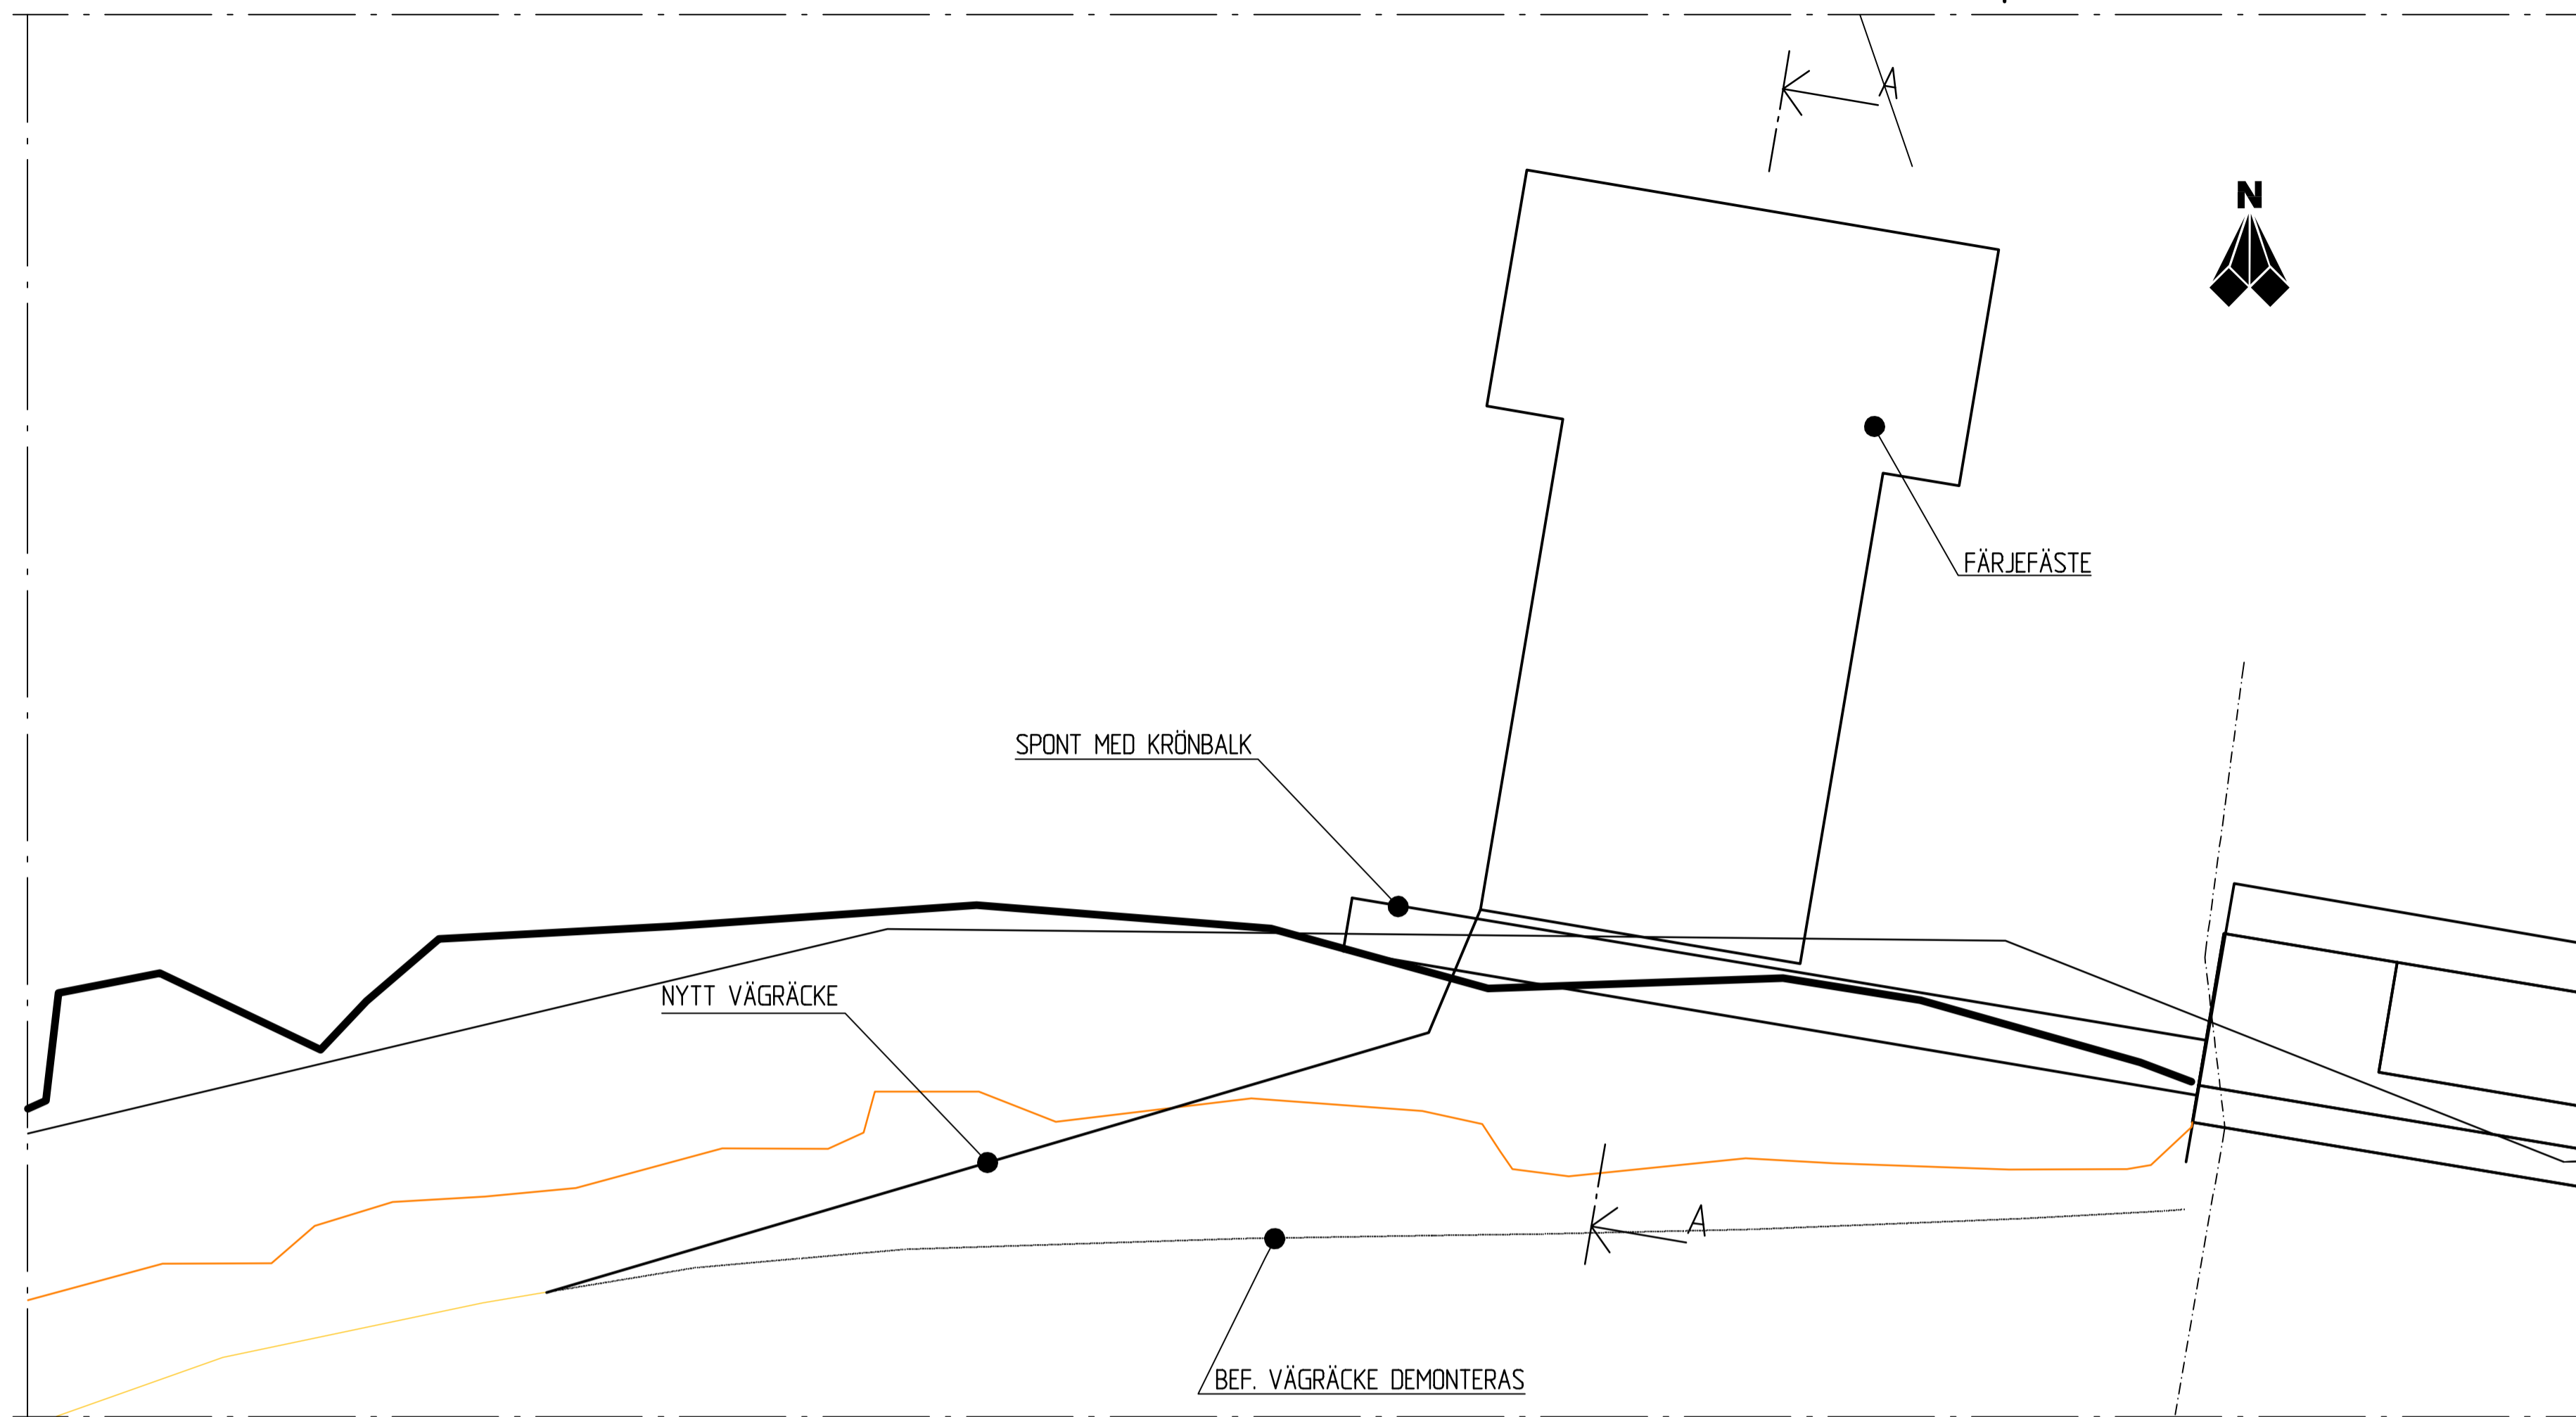 A
N
FÄRJEFÄSTE
SPONT MED KRÖNBALK
NYTT VÄGRÄCKE
A
BEF. VÄGRÄCKE DEMONTERAS